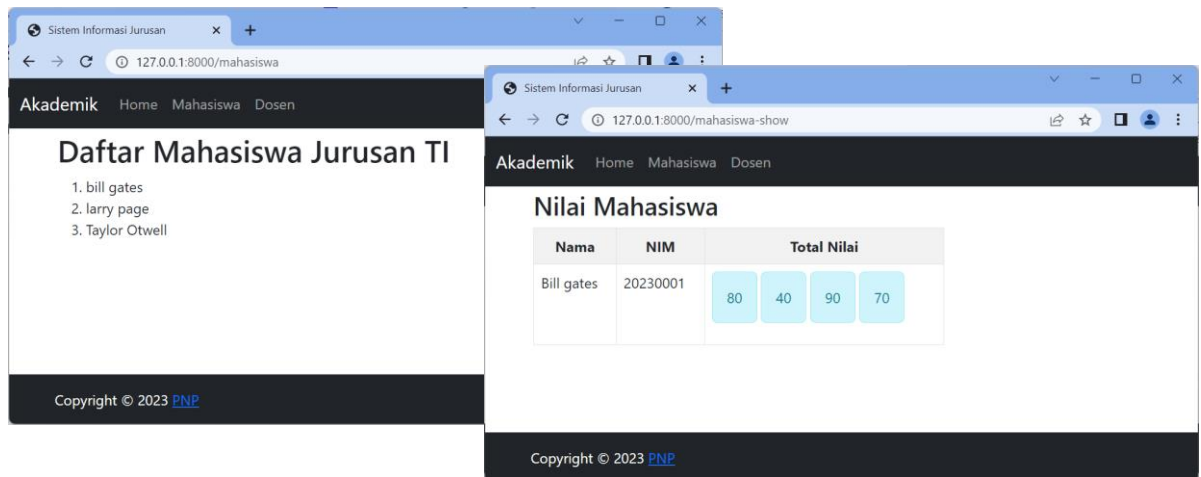 Sistem Informasi Jurusan
127.0.0.1:8000/mahasiswa
Akademik Home Mahasiswa Dosen
Daftar Mahasiswa Jurusan TI
1. bill gates
2. larry page
3. Taylor Otwell
Copyright © 2023 PNP
Sistem Informasi Jurusan
127.0.0.1:8000/mahasiswa-show
Akademik Home Mahasiswa Dosen
Nilai Mahasiswa
Nama NIM Total Nilai
Bill gates 20230001 80 40 90 70
Copyright © 2023 PNP